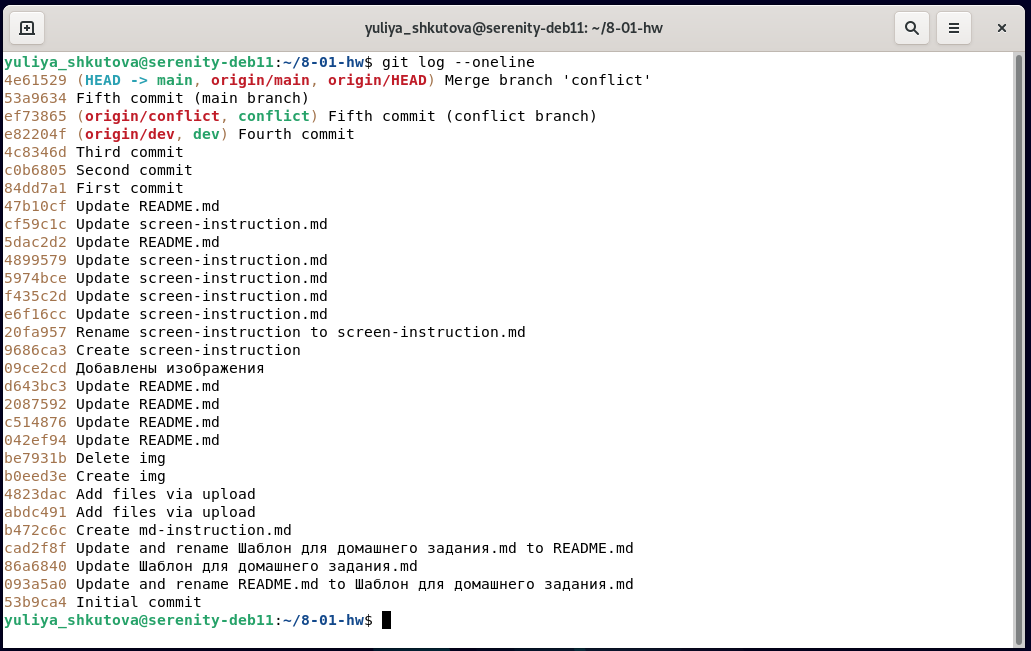 yuliya_shkutova@serenity-deb11: ~/8-01-hw
yuliya_shkutova@serenity-deb11:~/8-01-hw$ git log --oneline
4e61529 (HEAD -> main, origin/main, origin/HEAD) Merge branch 'conflict'
53a9634 Fifth commit (main branch)
ef73865 (origin/conflict, conflict) Fifth commit (conflict branch)
e82204f (origin/dev, dev) Fourth commit
4c8346d Third commit
c0b6805 Second commit
84dd7a1 First commit
47b10cf Update README.md
cf59c1c Update screen-instruction.md
5dac2d2 Update README.md
4899579 Update screen-instruction.md
5974bce Update screen-instruction.md
f435c2d Update screen-instruction.md
e6f16cc Update screen-instruction.md
20fa957 Rename screen-instruction to screen-instruction.md
9686ca3 Create screen-instruction
09ce2cd Добавлены изображения
d643bc3 Update README.md
2087592 Update README.md
c514876 Update README.md
042ef94 Update README.md
be7931b Delete img
b0eed3e Create img
4823dac Add files via upload
abdc491 Add files via upload
b472c6c Create md-instruction.md
cad2f8f Update and rename Шаблон для домашнего задания.md to README.md
86a6840 Update Шаблон для домашнего задания.md
093a5a0 Update and rename README.md to Шаблон для домашнего задания.md
53b9ca4 Initial commit
yuliya_shkutova@serenity-deb11:~/8-01-hw$